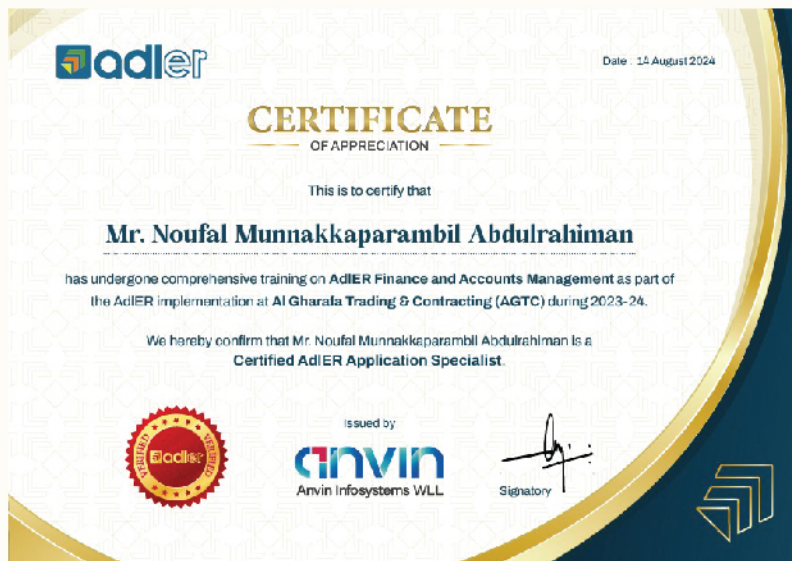 adler
Date : 14 August 2024
CERTIFICATE
OF APPRECIATION
This is to certify that
Mr. Noufal Munnakkaparambil Abdulrahiman
has undergone comprehensive training on AdlER Finance and Accounts Management as part of
the AdlER implementation at Al Gharafa Trading & Contracting (AGTC) during 2023-24.
We hereby confirm that Mr. Noufal Munnakkaparambil Abdulrahiman is a
Certified AdlER Application Specialist.
VERIFIED
adler
VERIFIED
Issued by
anvin
Anvin Infosystems WLL
Signatory